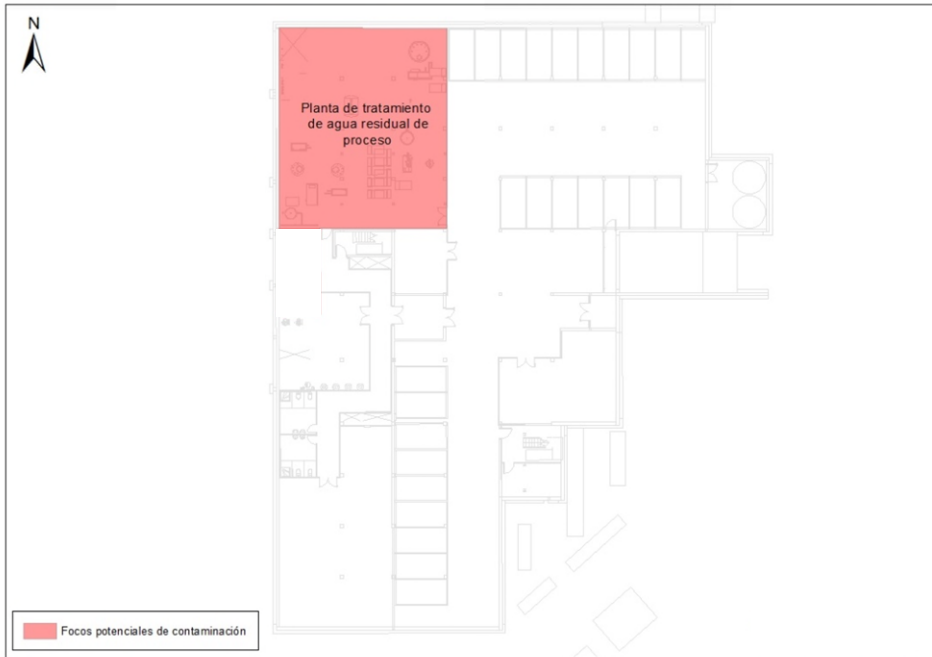 N
Planta de tratamiento
de agua residual de
proceso
Focos potenciales de contaminación